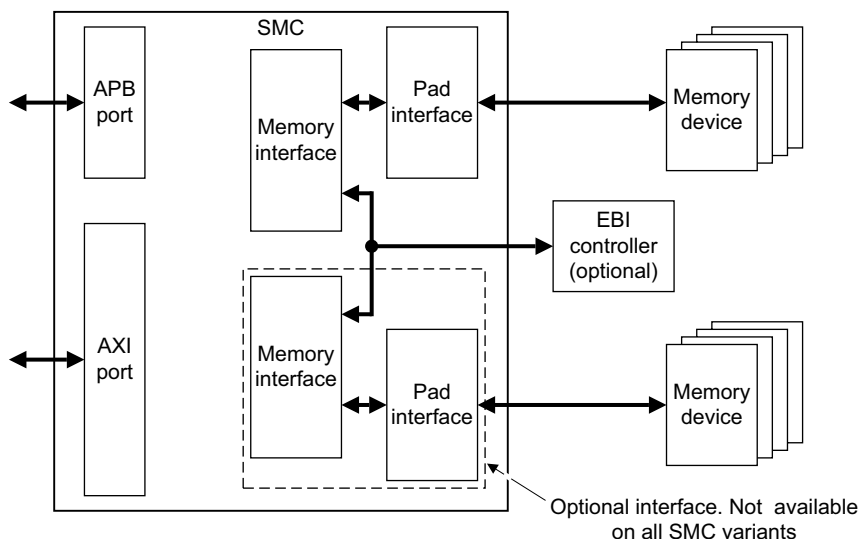 SMC
APB
port
Memory
interface
Pad
interface
Memory
device
EBI
controller
(optional)
AXI
port
Memory
interface
Pad
interface
Memory
device
Optional interface. Not available
on all SMC variants